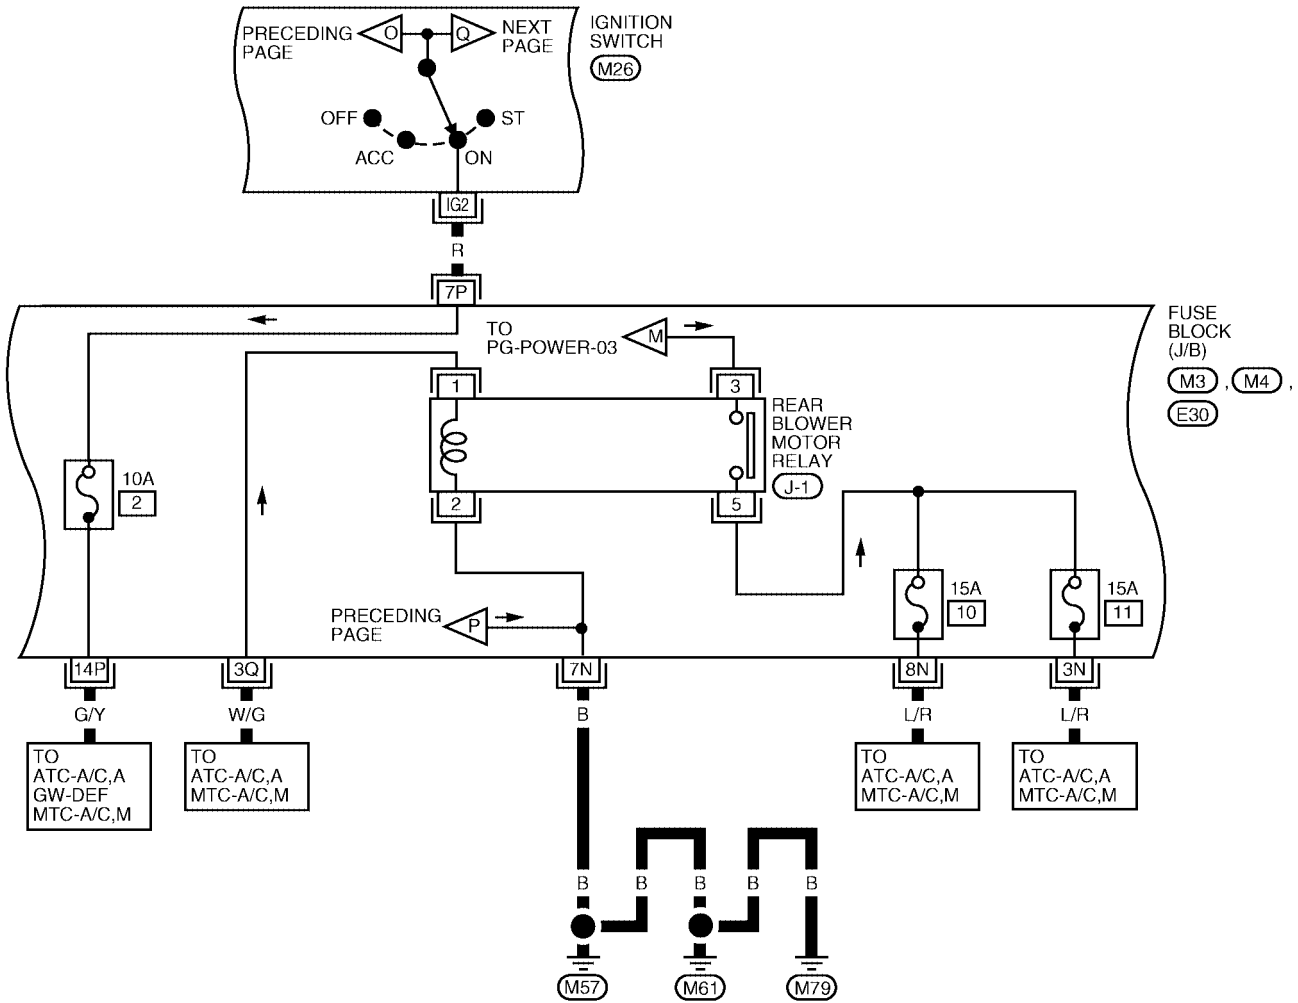 PRECEDING
PAGE
O
Q
NEXT
PAGE
IGNITION
SWITCH
M26
OFF
ACC
ON
ST
IG2
R
7P
TO
PG-POWER-03
M
FUSE
BLOCK
(J/B)
M3 , M4 ,
E30
1
3
REAR
BLOWER
MOTOR
RELAY
J-1
2
5
10A
2
15A
10
15A
11
PRECEDING
PAGE
P
14P
3Q
7N
8N
3N
G/Y
W/G
B
L/R
L/R
TO
ATC-A/C,A
GW-DEF
MTC-A/C,M
TO
ATC-A/C,A
MTC-A/C,M
TO
ATC-A/C,A
MTC-A/C,M
TO
ATC-A/C,A
MTC-A/C,M
B
B
B
B
B
M57
M61
M79